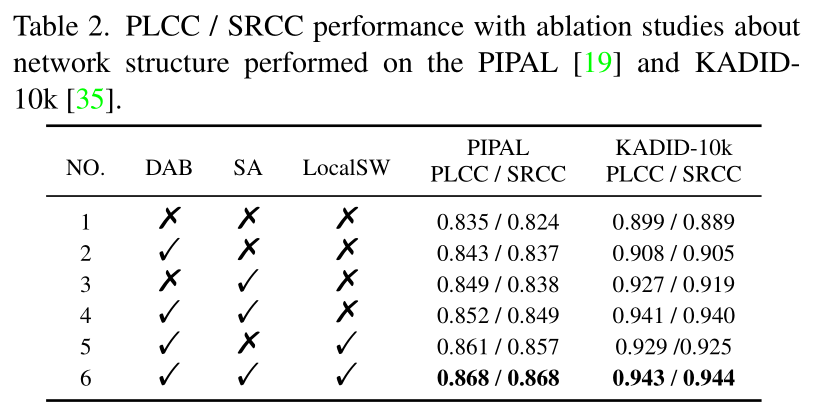 Table 2. PLCC / SRCC performance with ablation studies about
network structure performed on the PIPAL [19] and KADID-
10k [35].
NO. DAB SA LocalSW PIPAL PLCC / SRCC KADID-10k PLCC / SRCC
1 ✗ ✗ ✗ 0.835 / 0.824 0.899 / 0.889
2 ✓ ✗ ✗ 0.843 / 0.837 0.908 / 0.905
3 ✗ ✓ ✗ 0.849 / 0.838 0.927 / 0.919
4 ✓ ✓ ✗ 0.852 / 0.849 0.941 / 0.940
5 ✓ ✗ ✓ 0.861 / 0.857 0.929 /0.925
6 ✓ ✓ ✓ 0.868 / 0.868 0.943 / 0.944